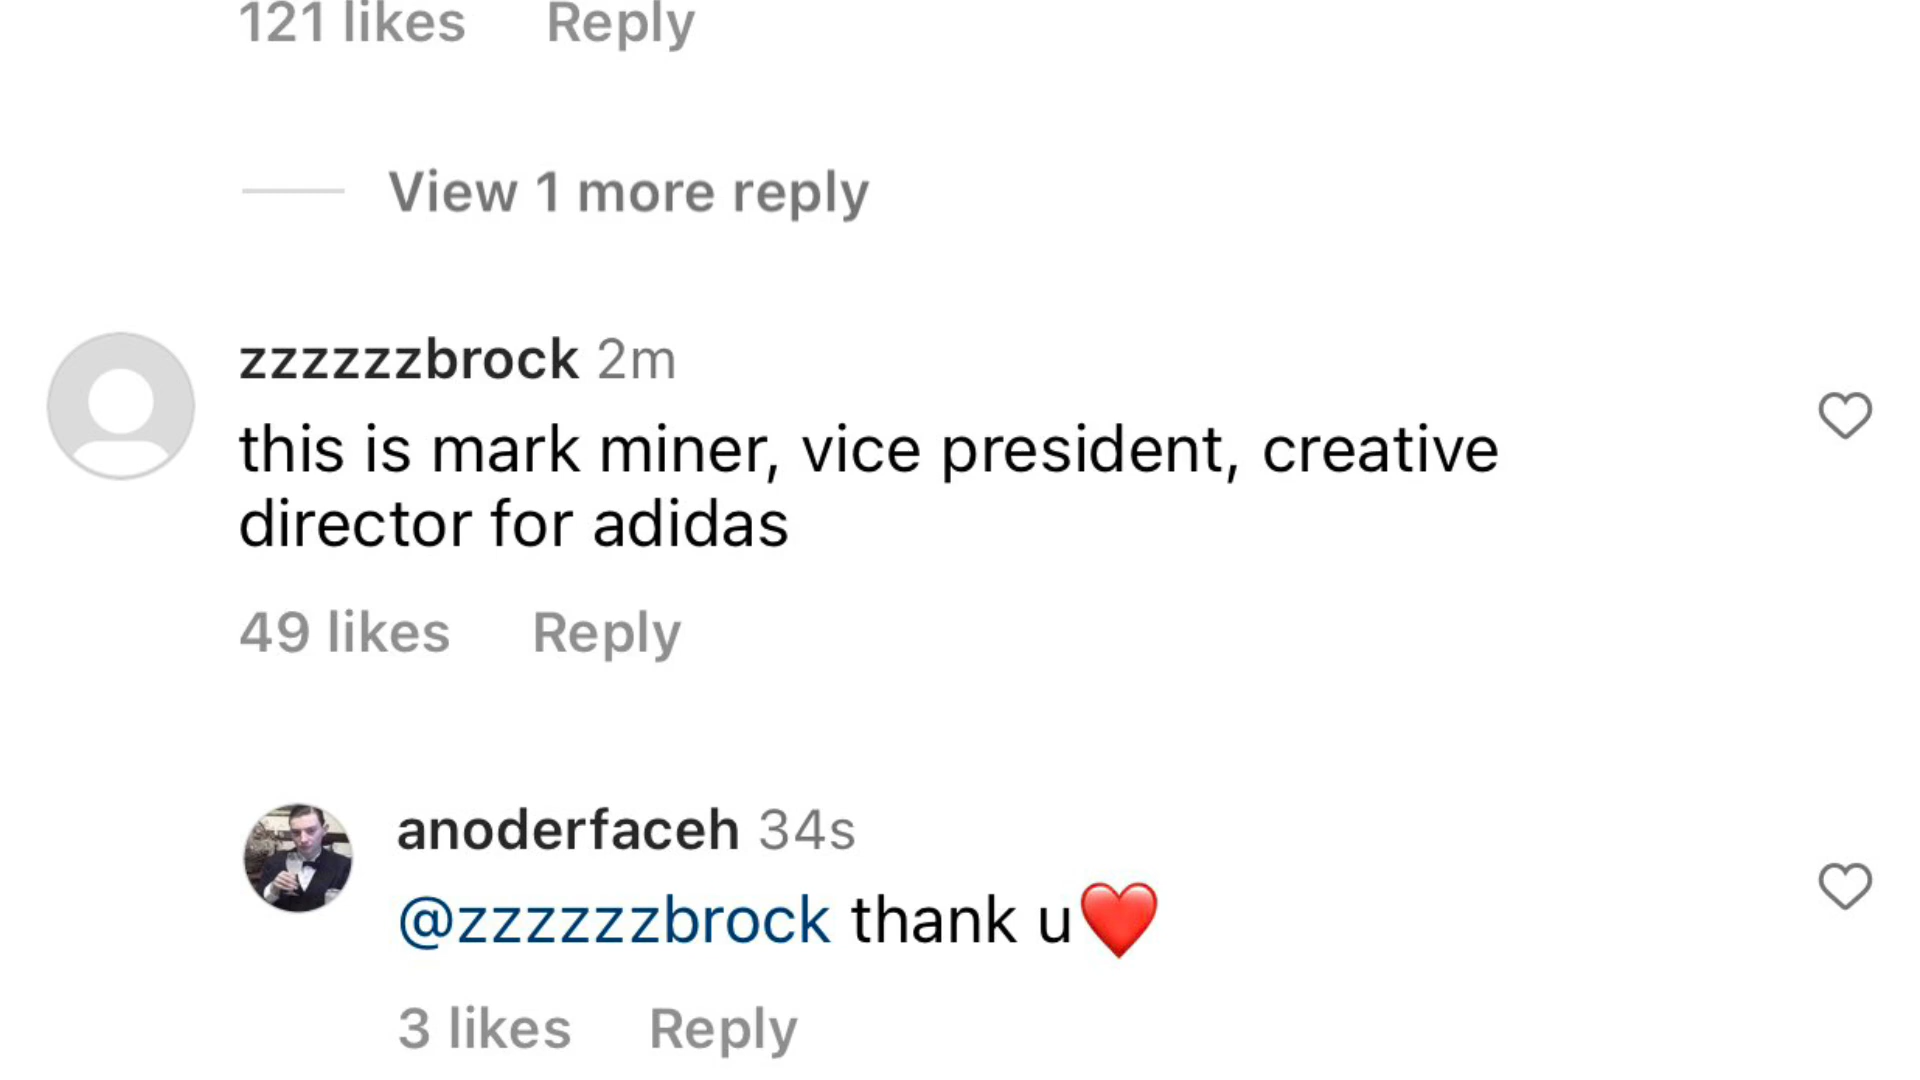 121 likes Reply
View 1 more reply
zzzzzzbrock 2m
this is mark miner, vice president, creative
director for adidas
49 likes Reply
anoderfaceh 34s
@zzzzzzbrock thank u❤️
3 likes Reply